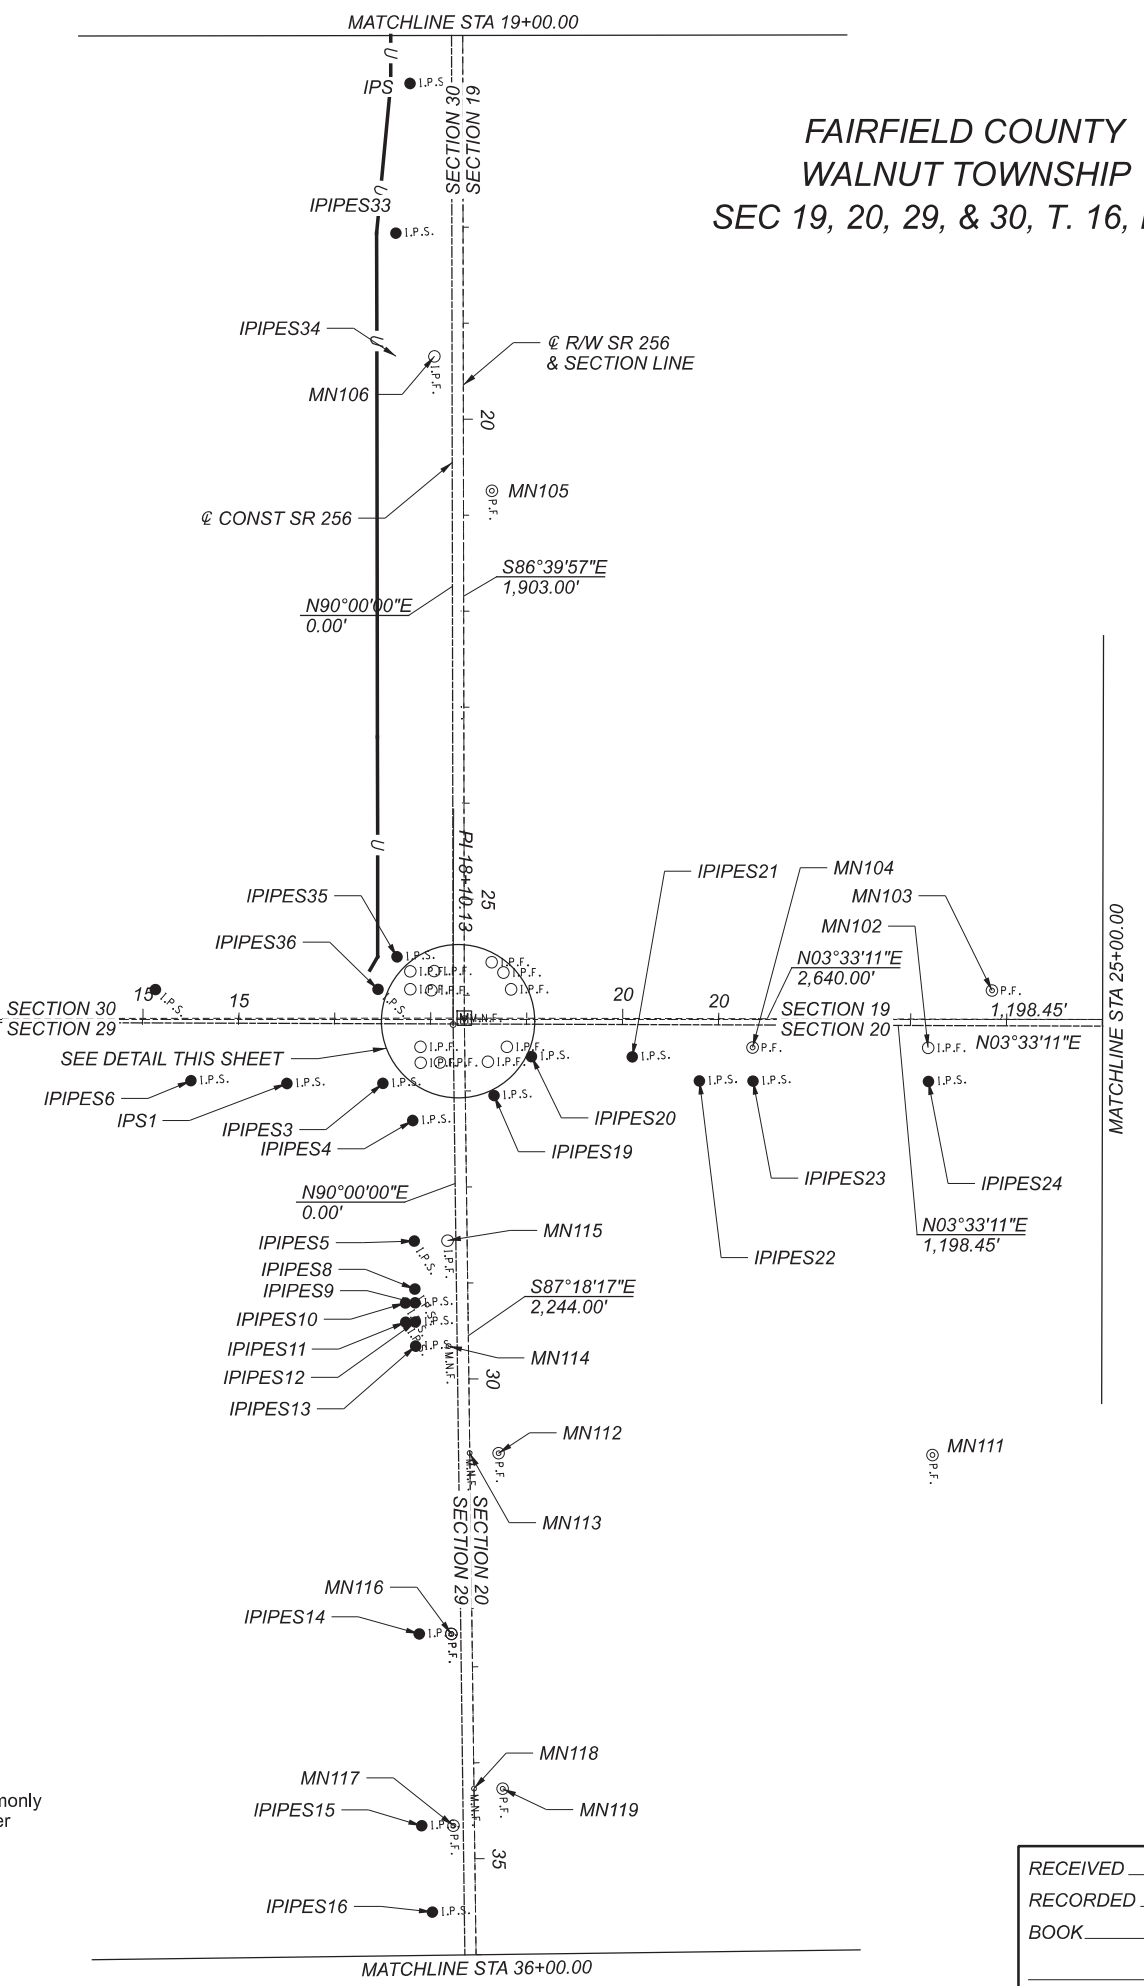 MATCHLINE STA 19+00.00
U
IPS
I.P.S.
SECTION 30
SECTION 19
FAIRFIELD COUNTY
WALNUT TOWNSHIP
SEC 19, 20, 29, & 30, T. 16,
U
IPIPES33
I.P.S.
IPIPES34
U
MN106
I.P.F.
℄ R/W SR 256
& SECTION LINE
20
℄ CONST SR 256
MN105
P.F.
S86°39'57"E
1,903.00'
N90°00'00"E
0.00'
U
PI 18+10.13
25
IPIPES35
I.P.S.
IPIPES36
I.P.S.
IPIPES21
MN104
MN103
MN102
N03°33'11"E
2,640.00'
P.F.
1,198.45'
MATCHLINE STA 25+00.00
I.P.F.
I.P.F.
I.P.F.
I.P.F.
I.P.F.
I.P.F.
I.P.F.
15
I.P.S.
15
20
20
SECTION 30
SECTION 29
M.N.F.
SECTION 19
SECTION 20
N03°33'11"E
SEE DETAIL THIS SHEET
I.P.F.
I.P.F.
I.P.F.
P.F.
I.P.F.
I.P.S.
I.P.S.
P.F.
I.P.F.
IPIPES6
I.P.S.
IPS1
I.P.S.
IPIPES3
I.P.S.
I.P.S.
I.P.S.
I.P.S.
I.P.S.
IPIPES4
I.P.S.
IPIPES20
IPIPES19
IPIPES23
IPIPES24
N90°00'00"E
0.00'
IPIPES5
I.P.S.
MN115
I.P.F.
N03°33'11"E
1,198.45'
IPIPES22
IPIPES8
IPIPES9
I.P.S.
S87°18'17"E
2,244.00'
IPIPES10
IPIPES11
I.P.S.
IPIPES12
I.P.S.
M.N.F.
MN114
IPIPES13
30
MN112
P.F.
MN111
P.F.
M.N.F.
MN113
SECTION 29
SECTION 20
MN116
IPIPES14
I.P.
P.F.
MN118
MN117
M.N.F.
P.F.
MN119
IPIPES15
I.P.
P.F.
monly
er
35
IPIPES16
I.P.S.
RECEIVED
RECORDED
BOOK
MATCHLINE STA 36+00.00